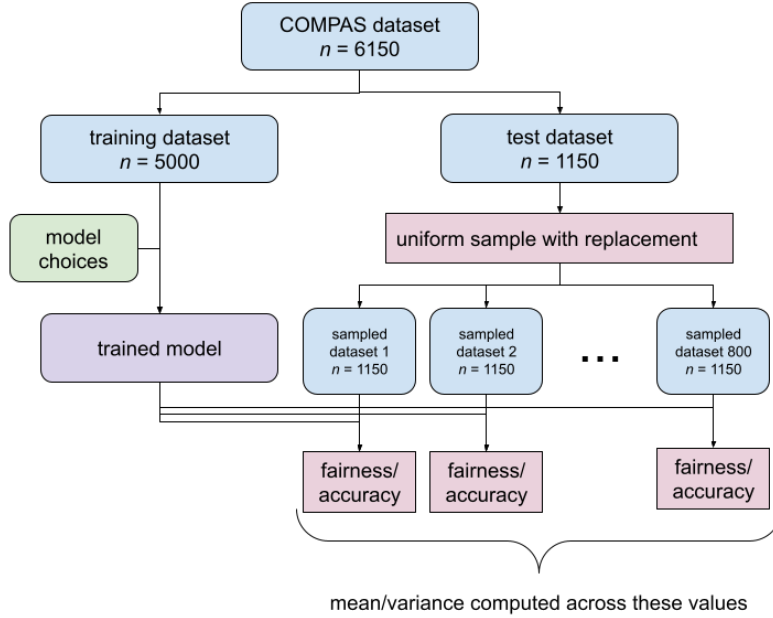 COMPAS dataset
n = 6150
training dataset
n = 5000
test dataset
n = 1150
model
choices
uniform sample with replacement
trained model
sampled
dataset 1
n = 1150
sampled
dataset 2
n = 1150
...
sampled
dataset 800
n = 1150
fairness/
accuracy
fairness/
accuracy
fairness/
accuracy
mean/variance computed across these values